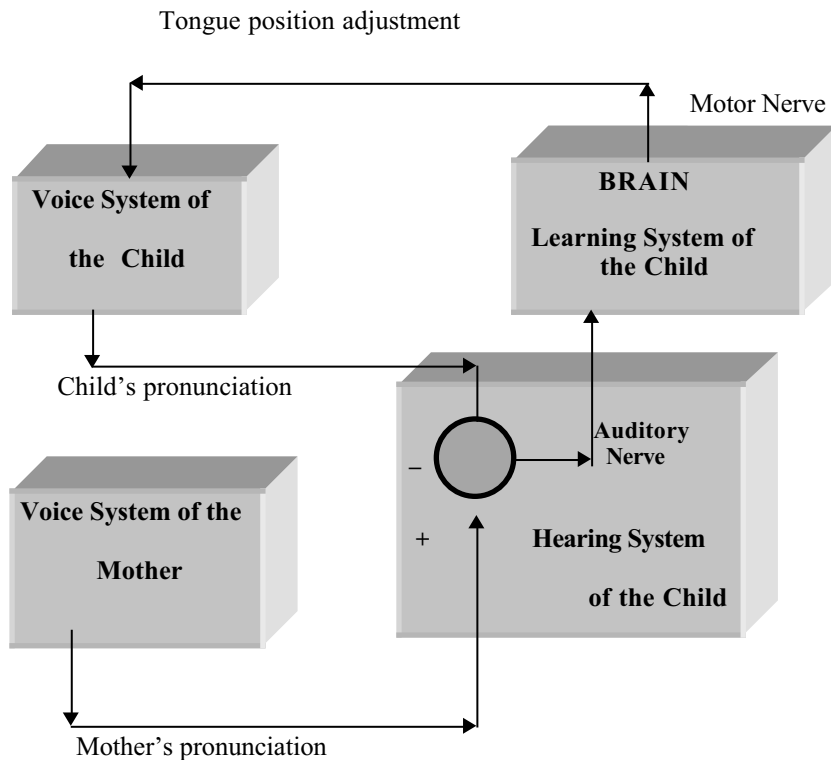 Tongue position adjustment
Motor Nerve
Voice System of
the Child
BRAIN
Learning System of
the Child
Child’s pronunciation
Auditory
Nerve
−
+
Hearing System
of the Child
Voice System of the
Mother
Mother’s pronunciation